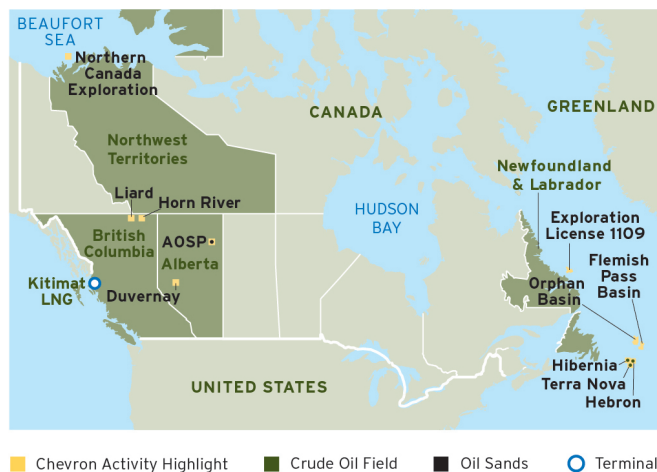 BEAUFORT
SEA
Northern
Canada
Exploration
CANADA
GREENLAND
Northwest
Territories
Newfoundland
& Labrador
Liard
Horn River
HUDSON
BAY
Exploration
License 1109
British
Columbia
AOSP
Alberta
Flemish
Pass
Basin
Kitimat
LNG
Duvernay
Orphan
Basin
Hibernia
Terra Nova
Hebron
UNITED STATES
Chevron Activity Highlight
Crude Oil Field
Oil Sands
Terminal